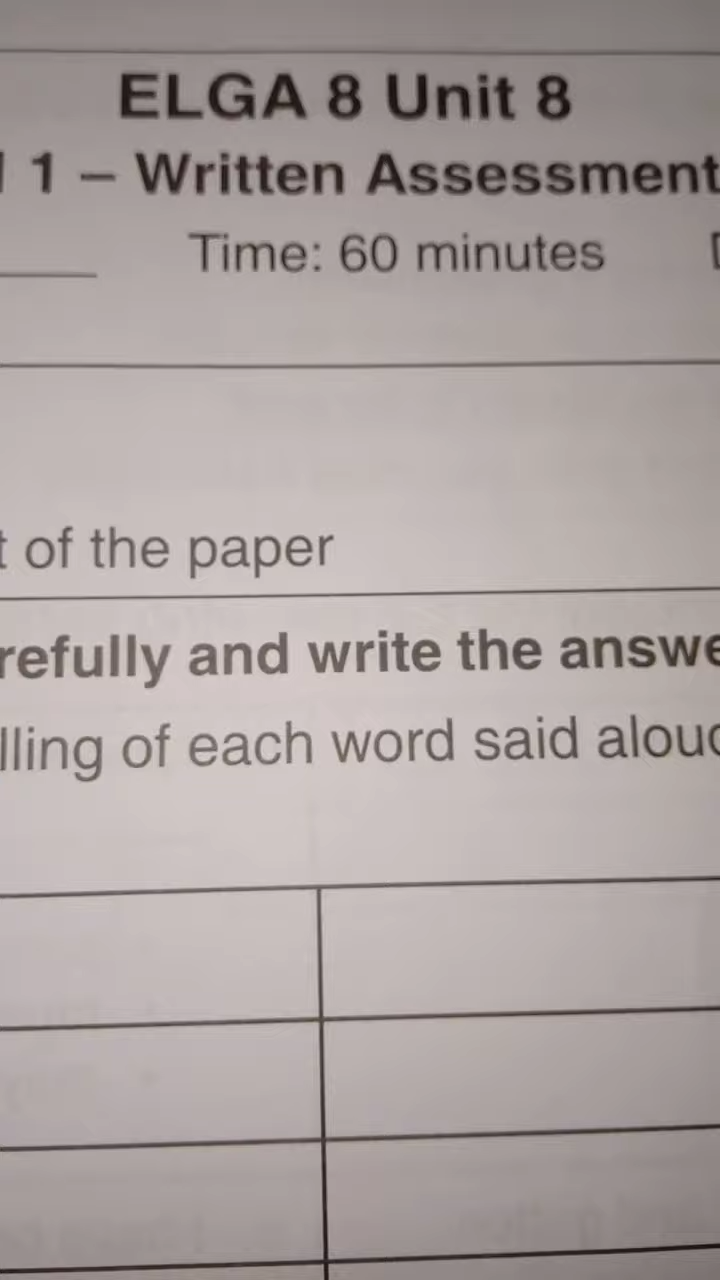 ELGA 8 Unit 8
1 – Written Assessment
Time: 60 minutes
of the paper
refully and write the answe
lling of each word said alou